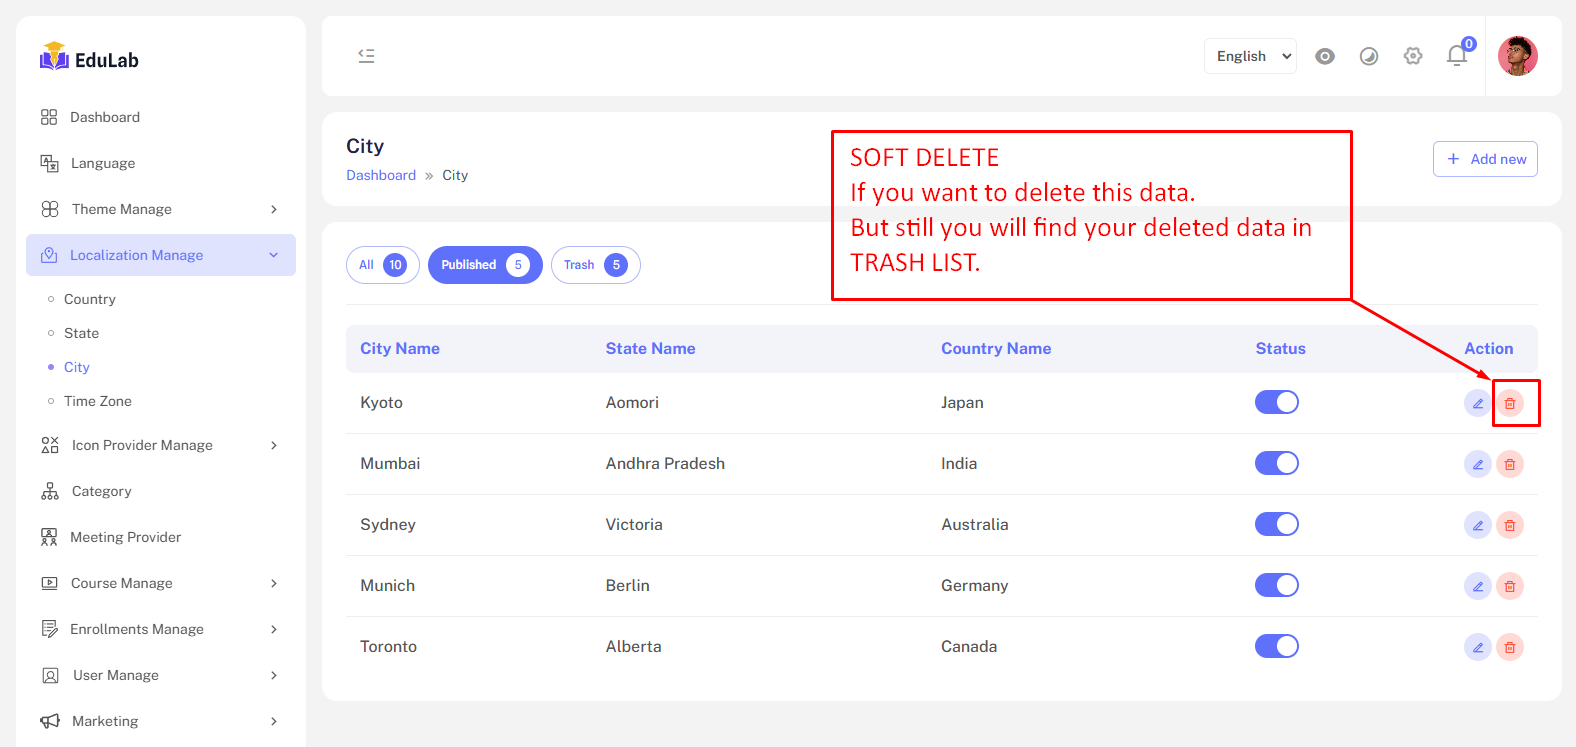 EduLab
Dashboard
Language
Theme Manage
Localization Manage
Country
State
City
Time Zone
Icon Provider Manage
Category
Meeting Provider
Course Manage
Enrollments Manage
User Manage
Marketing
English
0
City
Dashboard » City
+ Add new
SOFT DELETE
If you want to delete this data.
But still you will find your deleted data in
TRASH LIST.
All 10 Published 5 Trash 5
City Name State Name Country Name Status Action
Kyoto Aomori Japan
Mumbai Andhra Pradesh India
Sydney Victoria Australia
Munich Berlin Germany
Toronto Alberta Canada